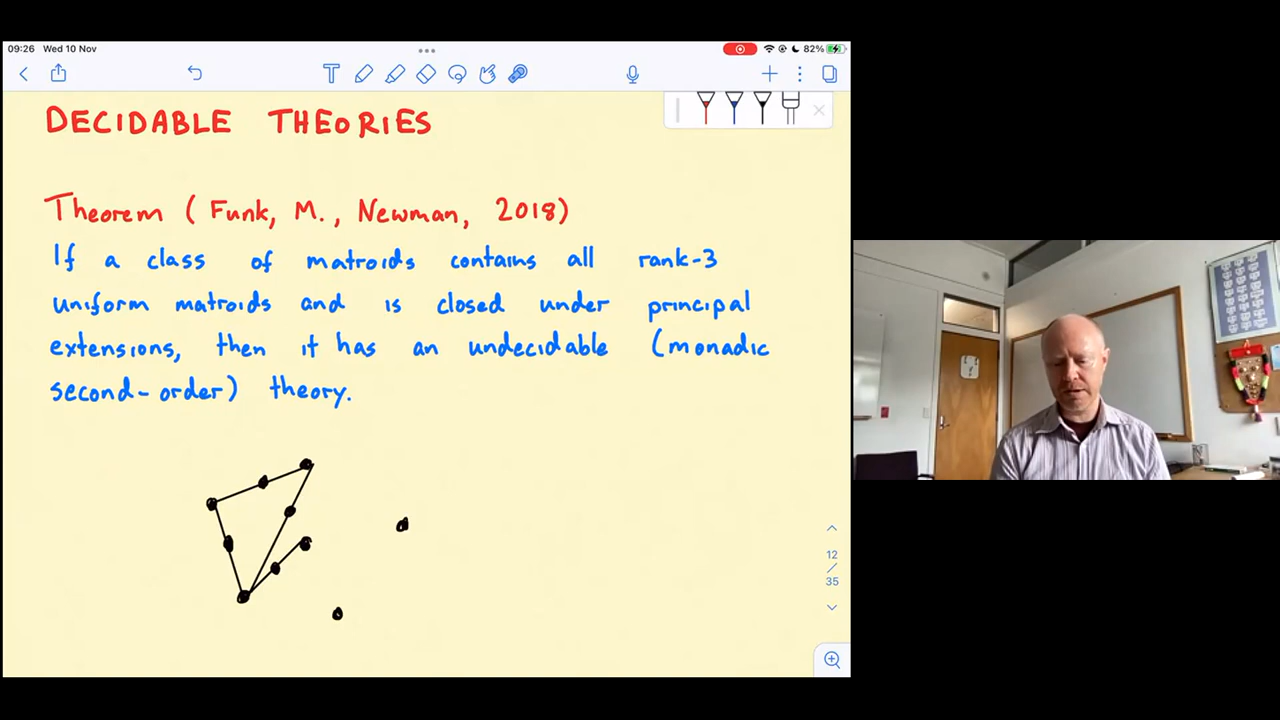 09:26 Wed 10 Nov
82%
DECIDABLE THEORIES
Theorem (Funk, M., Newman, 2018)
If a class of matroids contains all rank-3
uniform matroids and is closed under principal
extensions, then it has an undecidable (monadic
second-order) theory.
12
/
35